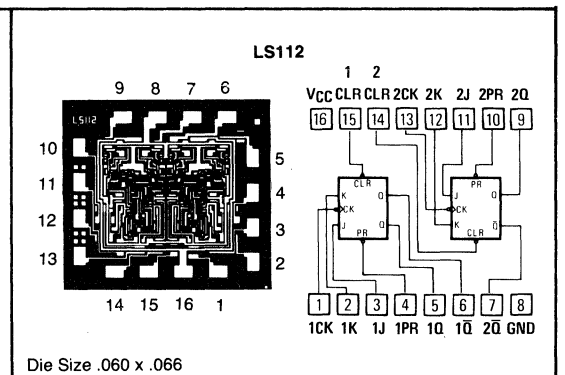 LS112
9 8 7 6
LS112
10
11
12
13
5
4
3
2
14 15 16 1
1 2
VCC CLR CLR 2CK 2K 2J 2PR 2Q
16 15 14 13 12 11 10 9
CLR
K Q
CK
J Q
PR
PR
J Q
CK
K Q̅
CLR
1 2 3 4 5 6 7 8
1CK 1K 1J 1PR 1Q 1Q̅ 2Q̅ GND
Die Size .060 x .066